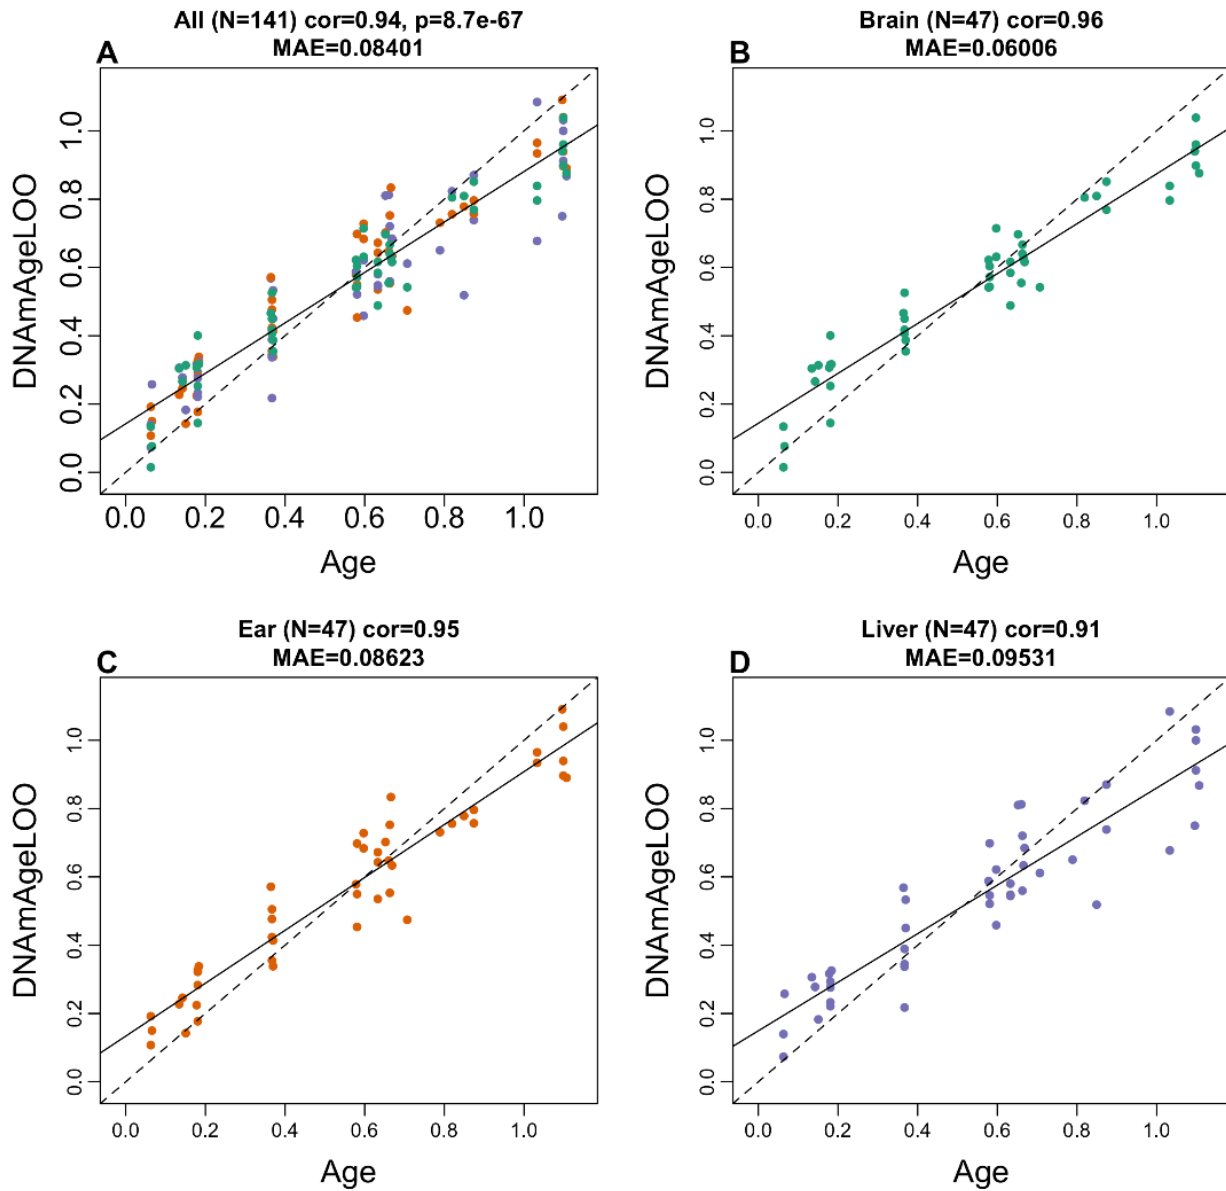 All (N=141) cor=0.94, p=8.7e-67
MAE=0.08401
A
DNAmAgeLOO
1.0
0.8
0.6
0.4
0.2
0.0
0.0 0.2 0.4 0.6 0.8 1.0
Age
Brain (N=47) cor=0.96
MAE=0.06006
B
DNAmAgeLOO
1.0
0.8
0.6
0.4
0.2
0.0
0.0 0.2 0.4 0.6 0.8 1.0
Age
Ear (N=47) cor=0.95
MAE=0.08623
C
DNAmAgeLOO
1.0
0.8
0.6
0.4
0.2
0.0
0.0 0.2 0.4 0.6 0.8 1.0
Age
Liver (N=47) cor=0.91
MAE=0.09531
D
DNAmAgeLOO
1.0
0.8
0.6
0.4
0.2
0.0
0.0 0.2 0.4 0.6 0.8 1.0
Age